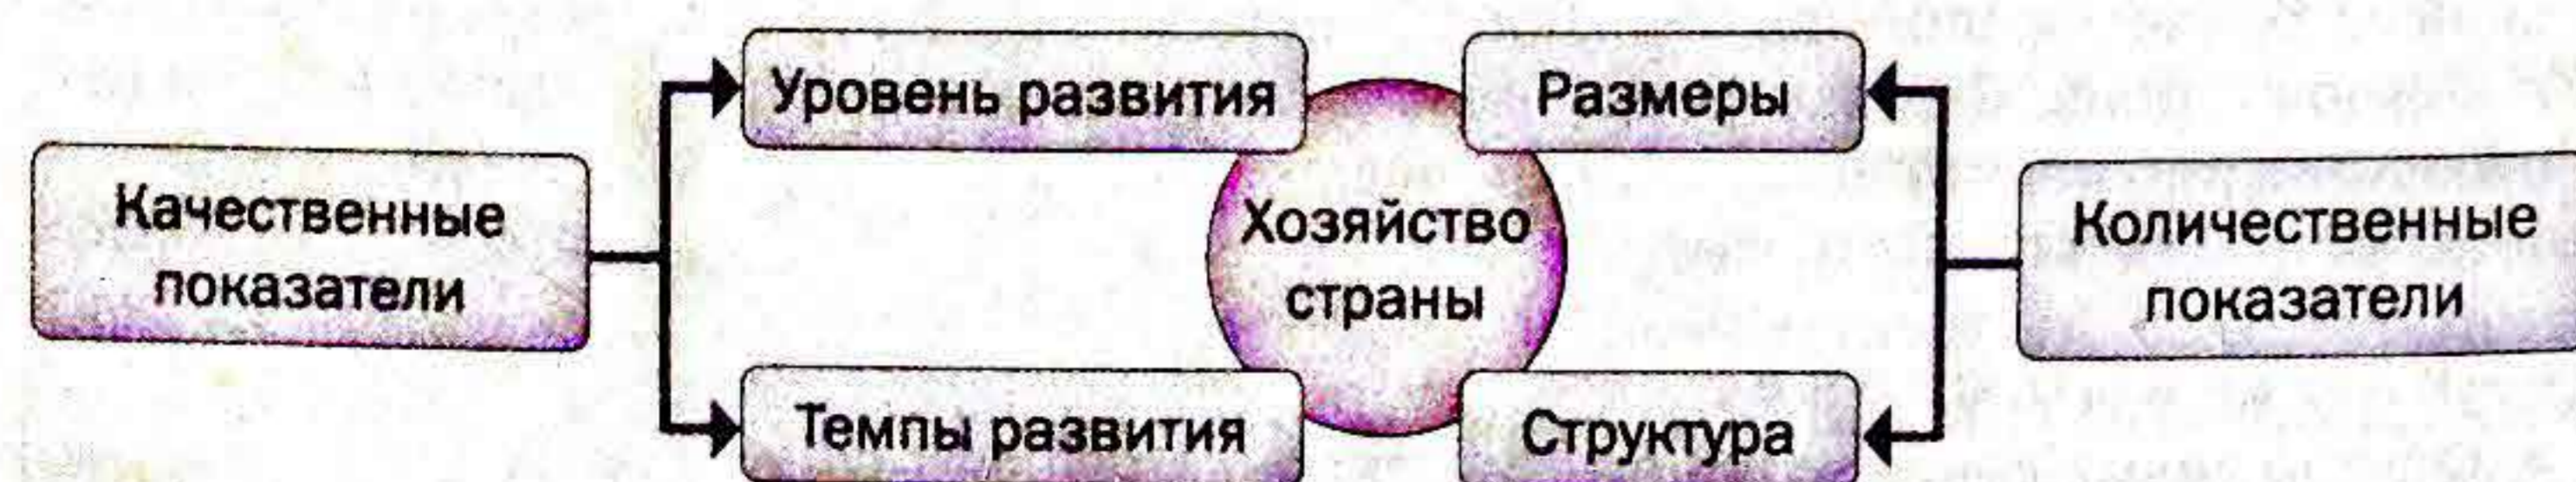 Уровень развития
Размеры
Качественные
показатели
Хозяйство
страны
Количественные
показатели
Темпы развития
Структура